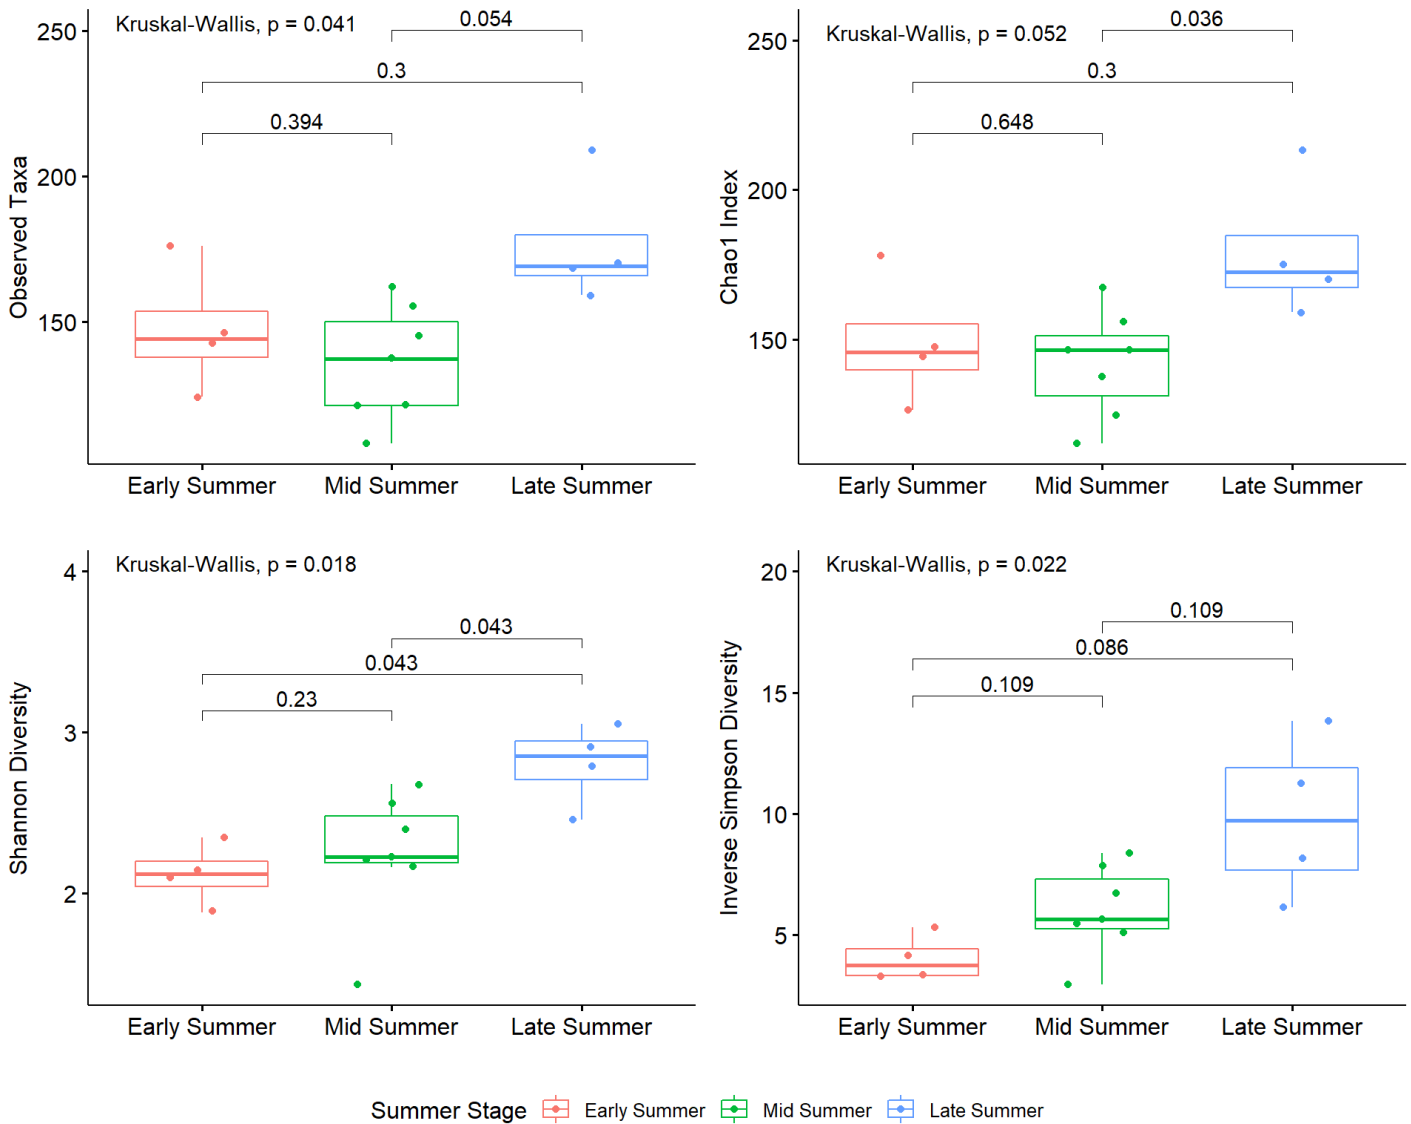 Kruskal-Wallis, p = 0.041
0.054
0.3
0.394
250
200
150
Observed Taxa
Early Summer Mid Summer Late Summer
Kruskal-Wallis, p = 0.052
0.036
0.3
0.648
250
200
150
Chao1 Index
Early Summer Mid Summer Late Summer
Kruskal-Wallis, p = 0.018
0.043
0.043
0.23
4
3
2
Shannon Diversity
Early Summer Mid Summer Late Summer
Kruskal-Wallis, p = 0.022
0.109
0.086
0.109
20
15
10
5
Inverse Simpson Diversity
Early Summer Mid Summer Late Summer
Summer Stage Early Summer Mid Summer Late Summer